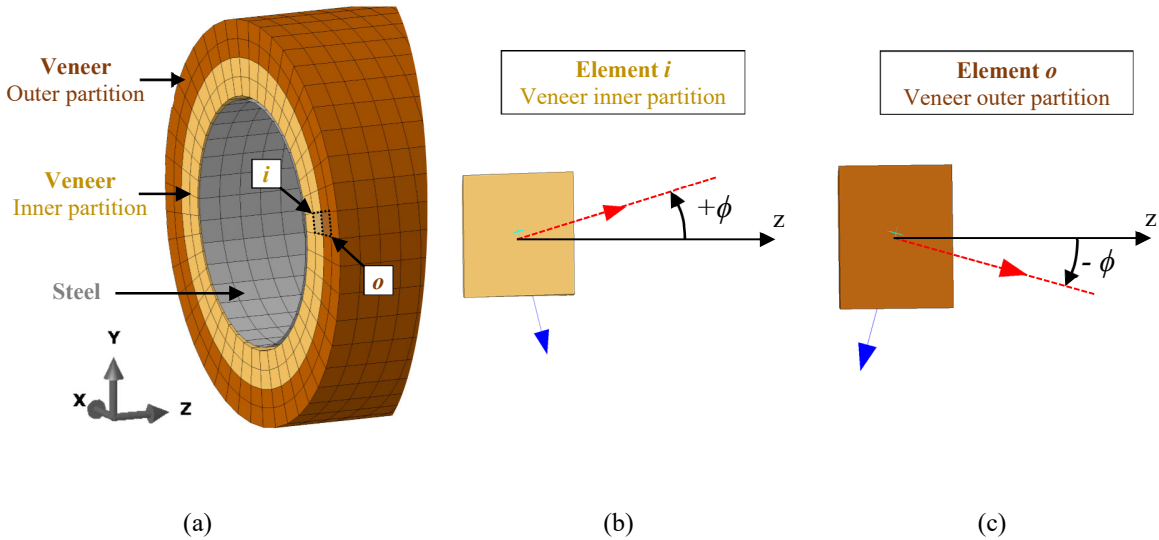 Veneer
Outer partition
Veneer
Inner partition
Steel
i
o
Y
X
Z
(a)
Element i
Veneer inner partition
+ϕ
z
(b)
Element o
Veneer outer partition
z
- ϕ
(c)